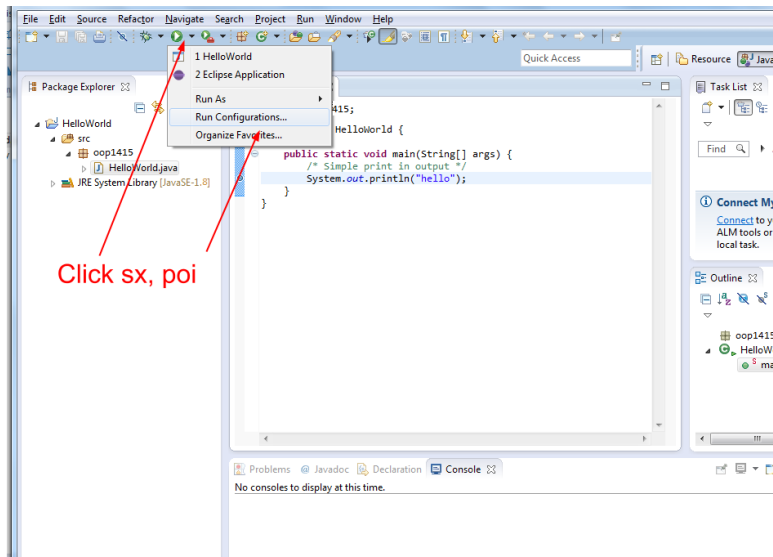 File Edit Source Refactor Navigate Search Project Run Window Help
Quick Access
Resource
Java
1 HelloWorld
2 Eclipse Application
Run As
Run Configurations...
Organize Favorites...
Package Explorer
HelloWorld
src
oop1415
HelloWorld.java
JRE System Library [JavaSE-1.8]
415;
HelloWorld {
public static void main(String[] args) {
/* Simple print in output */
System.out.println("hello");
}
}
Click sx, poi
Task List
Find
Connect My
Connect to y
ALM tools or
local task.
Outline
oop1415
HelloW
ma
Problems @ Javadoc Declaration Console
No consoles to display at this time.